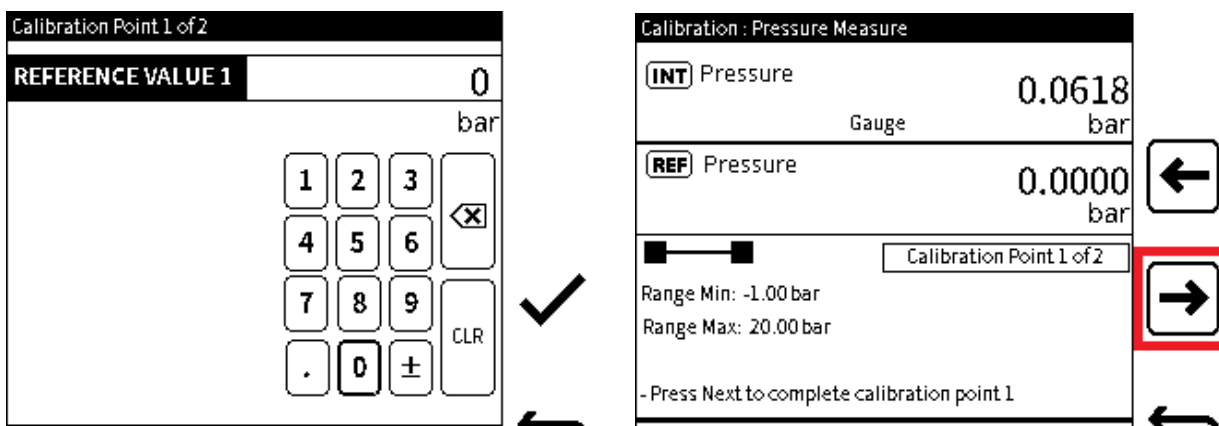 Calibration Point 1 of 2
REFERENCE VALUE 1 0
bar
1 2 3
4 5 6
7 8 9
CLR
. 0 ±
Calibration : Pressure Measure
INT Pressure
0.0618
Gauge bar
REF Pressure
0.0000
bar
Calibration Point 1 of 2
Range Min: -1.00 bar
Range Max: 20.00 bar
- Press Next to complete calibration point 1